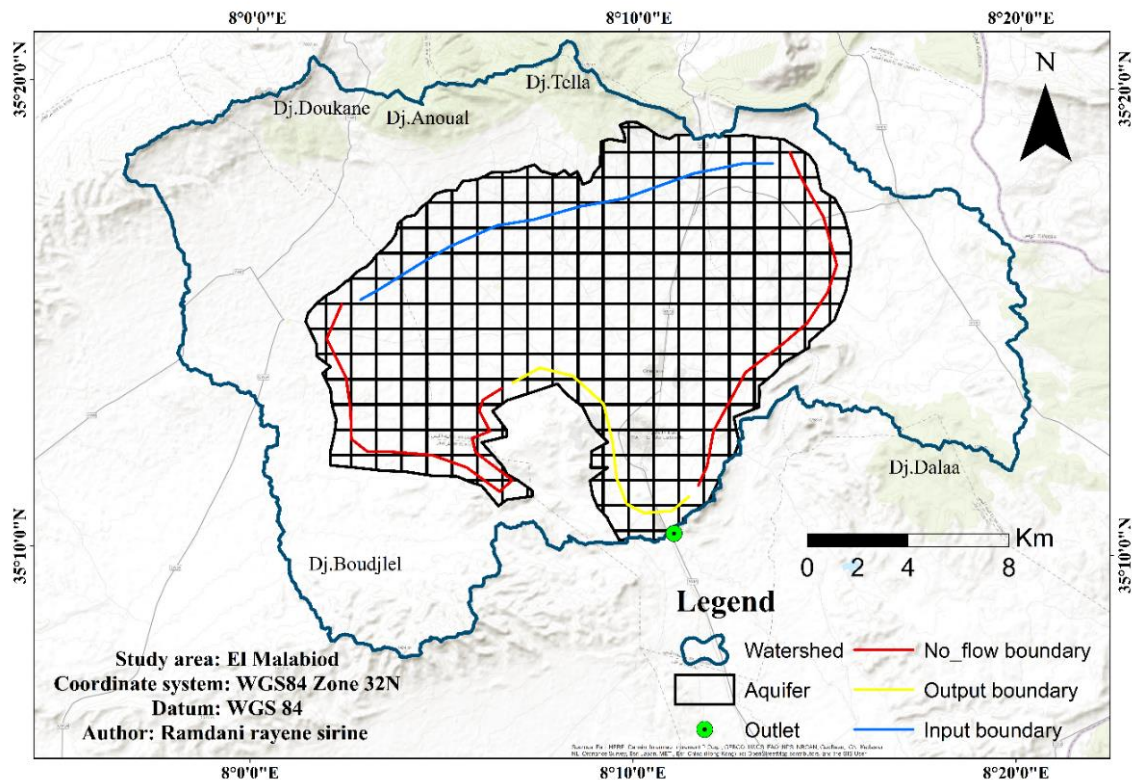 8°0'0"E 8°10'0"E 8°20'0"E
35°20'0"N 35°20'0"N
N
Dj.Tella
Dj.Doukane
Dj.Anoual
Dj.Dalaa
35°10'0"N 35°10'0"N
Dj.Boudjlel
Km
0 2 4 8
Legend
Watershed No_flow boundary
Aquifer Output boundary
Outlet Input boundary
Study area: El Malabiod
Coordinate system: WGS84 Zone 32N
Datum: WGS 84
Author: Ramdani rayene sirine
8°0'0"E 8°10'0"E 8°20'0"E